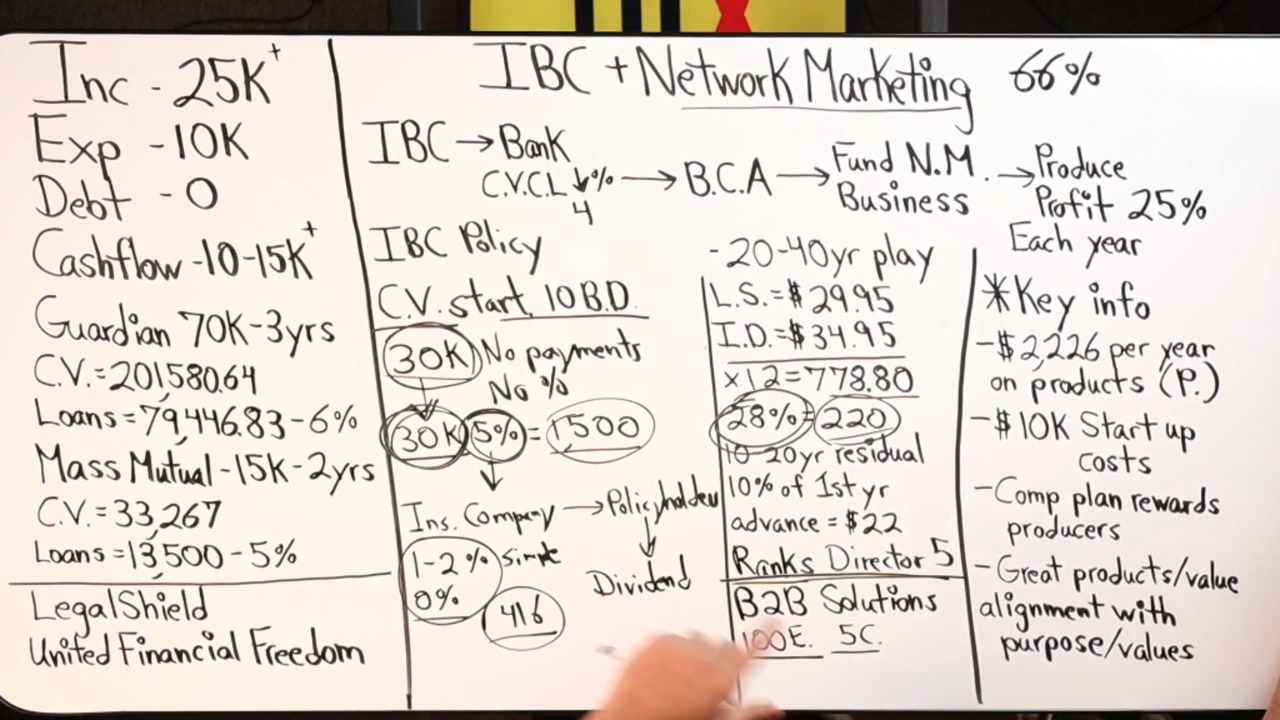 Inc - 25K+
Exp - 10K
Debt - 0
Cashflow - 10-15K+
Guardian 70K - 3yrs
C.V. = 201,580.64
Loans = 79,446.83 - 6%
Mass Mutual - 15K - 2yrs
C.V. = 33,267
Loans = 13,500 - 5%
LegalShield
United Financial Freedom
IBC + Network Marketing 66%
IBC → Bank
C.V.C.L ↓% → B.C.A → Fund N.M. Business → Produce
4
Profit 25%
Each year
IBC Policy
C.V. start 10 B.D.
30K No payments
No %
30K 5% = 1,500
Ins. Company → Policyholder
1-2%
0%
416
Dividend
- 20-40yr play
L.S. = $29.95
I.D. = $34.95
x12 = 778.80
28% = 220
10-20yr residual
10% of 1st yr
advance = $22
Ranks Director 5
B2B Solutions
100E. 5C.
*Key info
- $2,226 per year
on products (P.)
- $10K Start up
costs
- Comp plan rewards
producers
- Great products/value
alignment with
purpose/values